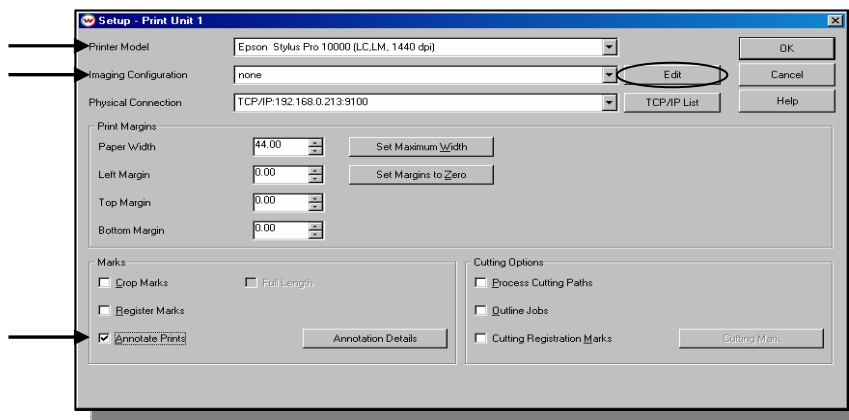 Setup - Print Unit 1
Printer Model Epson Stylus Pro 10000 (LC,LM, 1440 dpi) OK
Imaging Configuration none Edit Cancel
Physical Connection TCP/IP:192.168.0.213:9100 TCP/IP List Help
Print Margins
Paper Width 44.00 Set Maximum Width
Left Margin 0.00 Set Margins to Zero
Top Margin 0.00
Bottom Margin 0.00
Marks Cutting Options
Crop Marks Full Length Process Cutting Paths
Register Marks Outline Jobs
Annotate Prints Annotation Details Cutting Registration Marks Cutting Mark